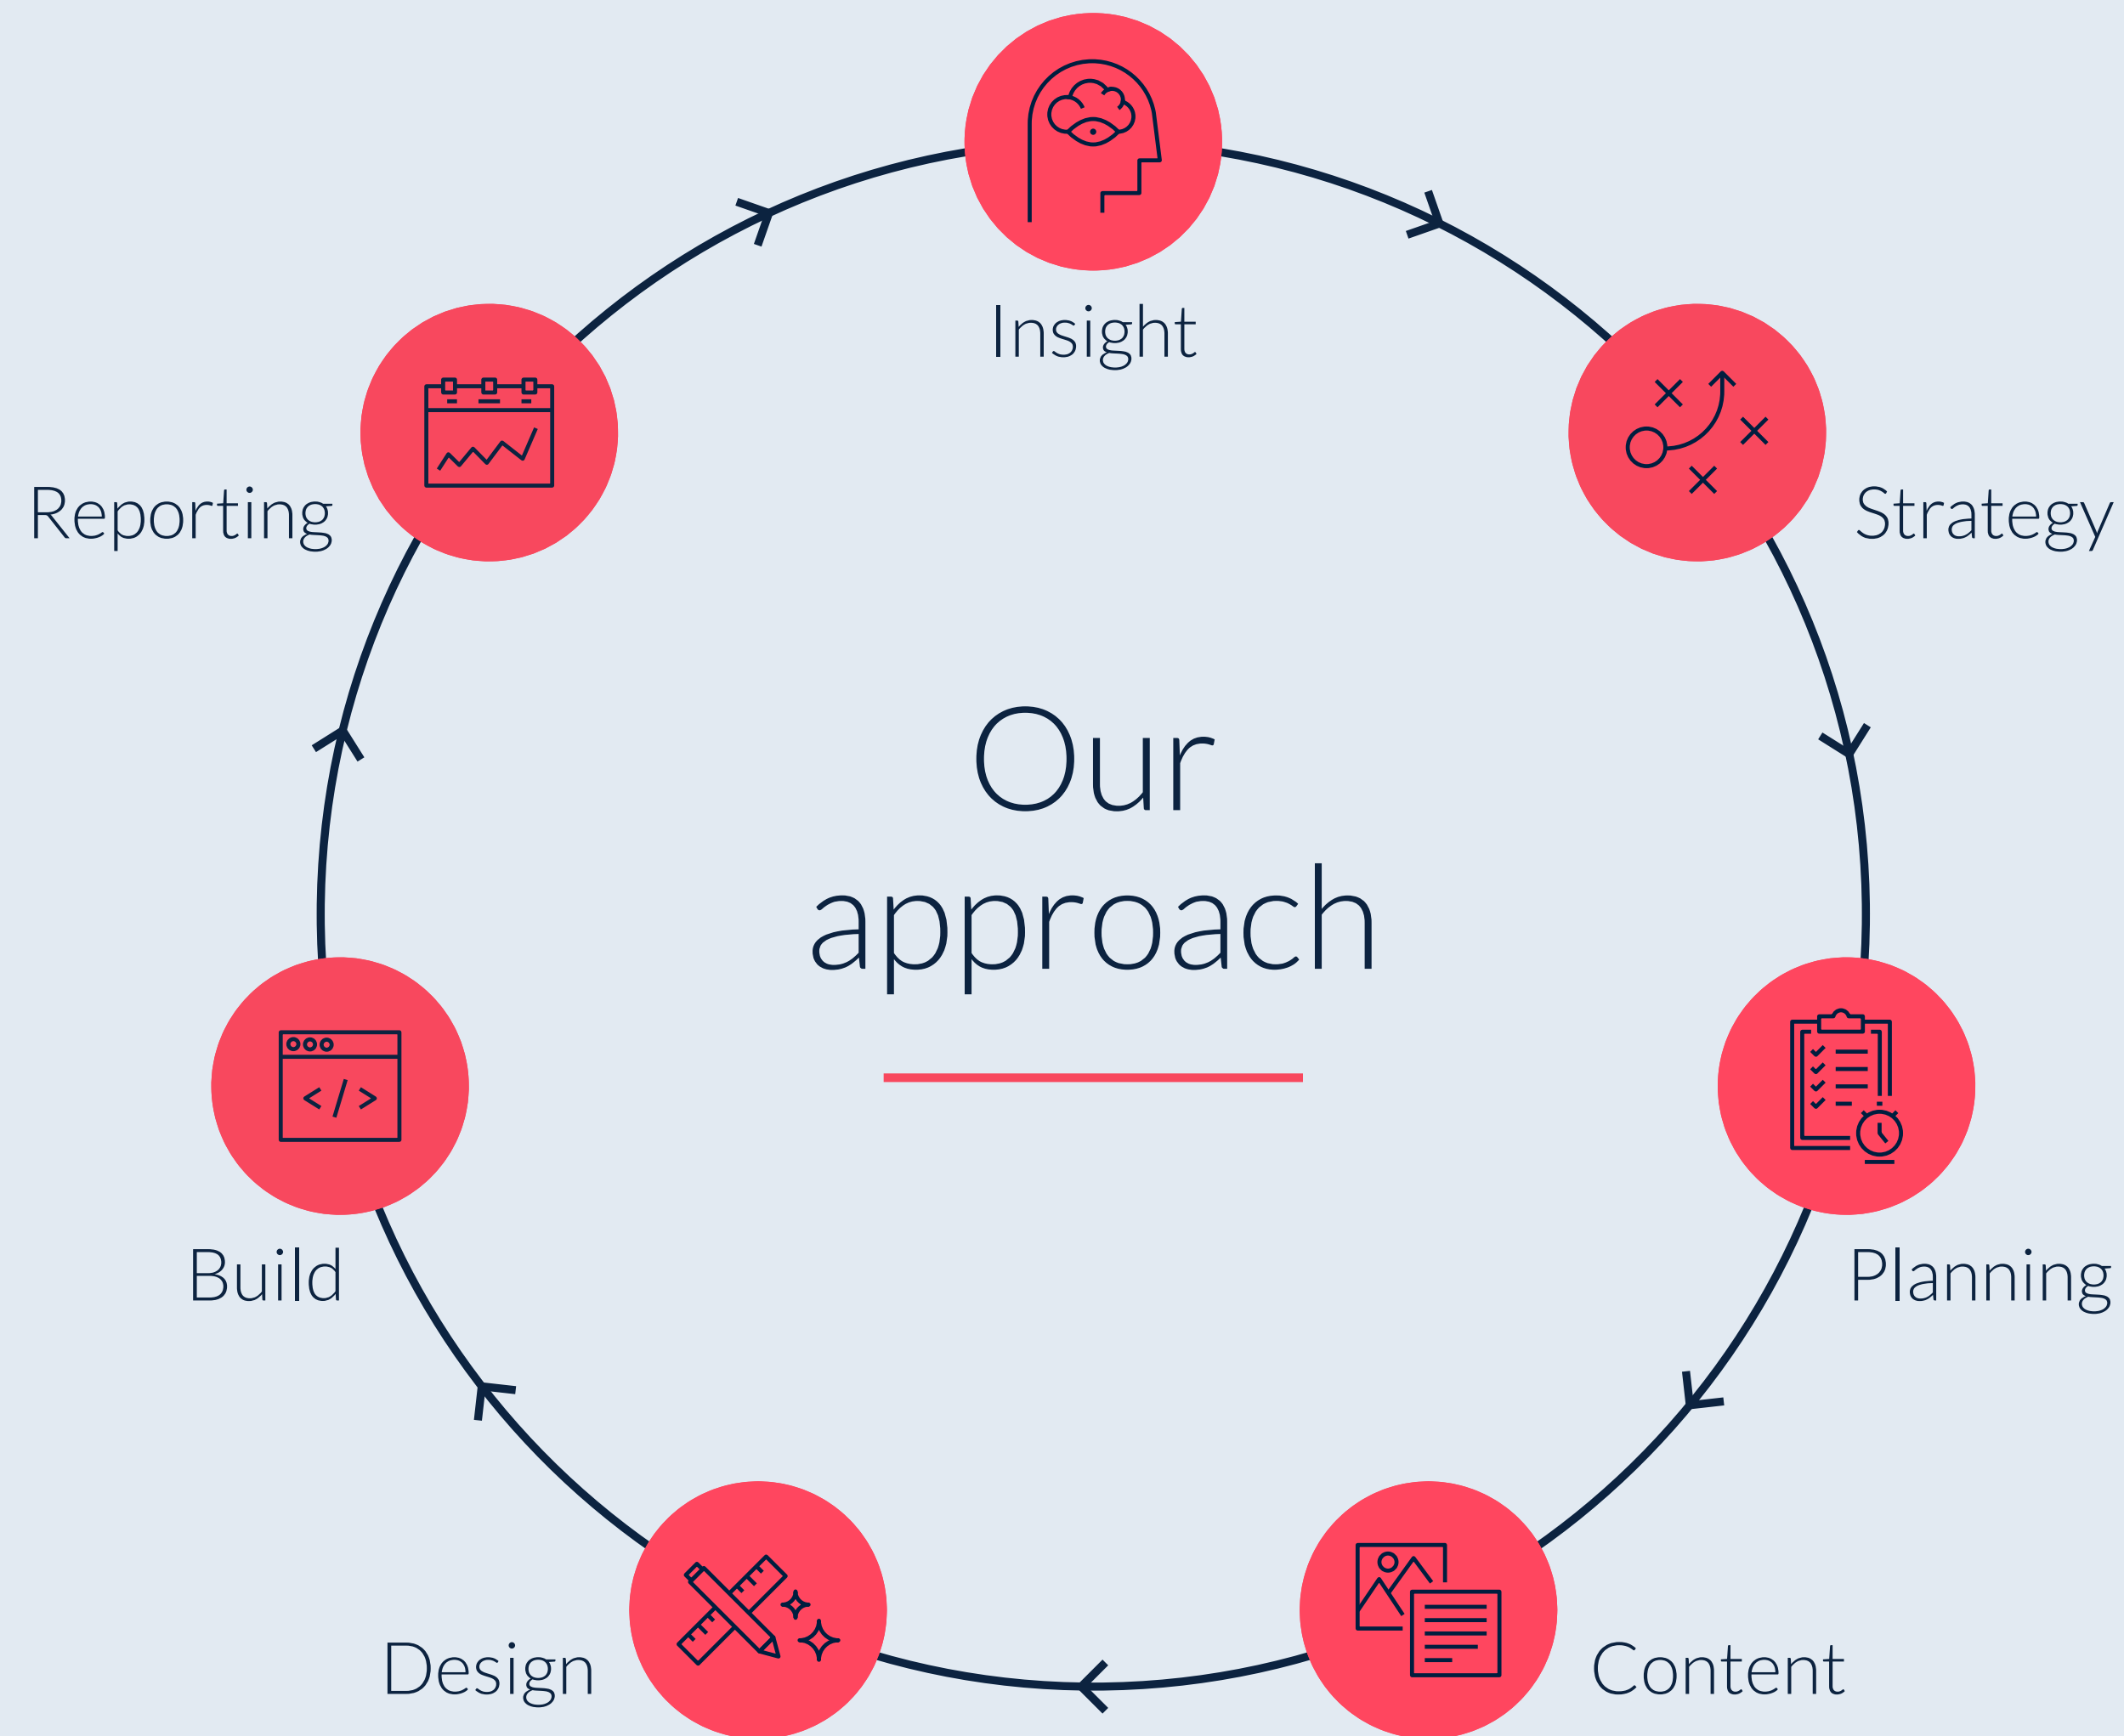 Insight
Strategy
Planning
Content
Design
Build
Reporting
Our
approach